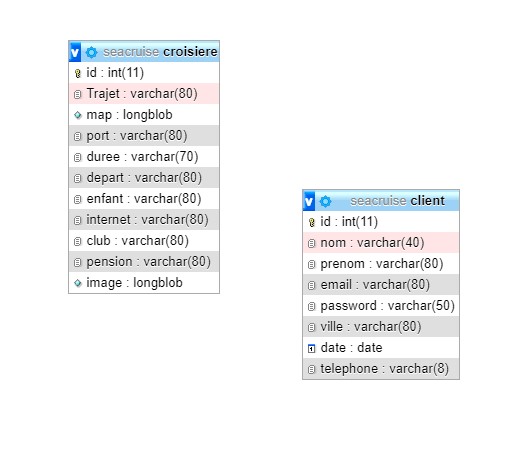 seacruise croisiere
id : int(11)
Trajet : varchar(80)
map : longblob
port : varchar(80)
duree : varchar(70)
depart : varchar(80)
enfant : varchar(80)
internet : varchar(80)
club : varchar(80)
pension : varchar(80)
image : longblob
seacruise client
id : int(11)
nom : varchar(40)
prenom : varchar(80)
email : varchar(80)
password : varchar(50)
ville : varchar(80)
date : date
telephone : varchar(8)